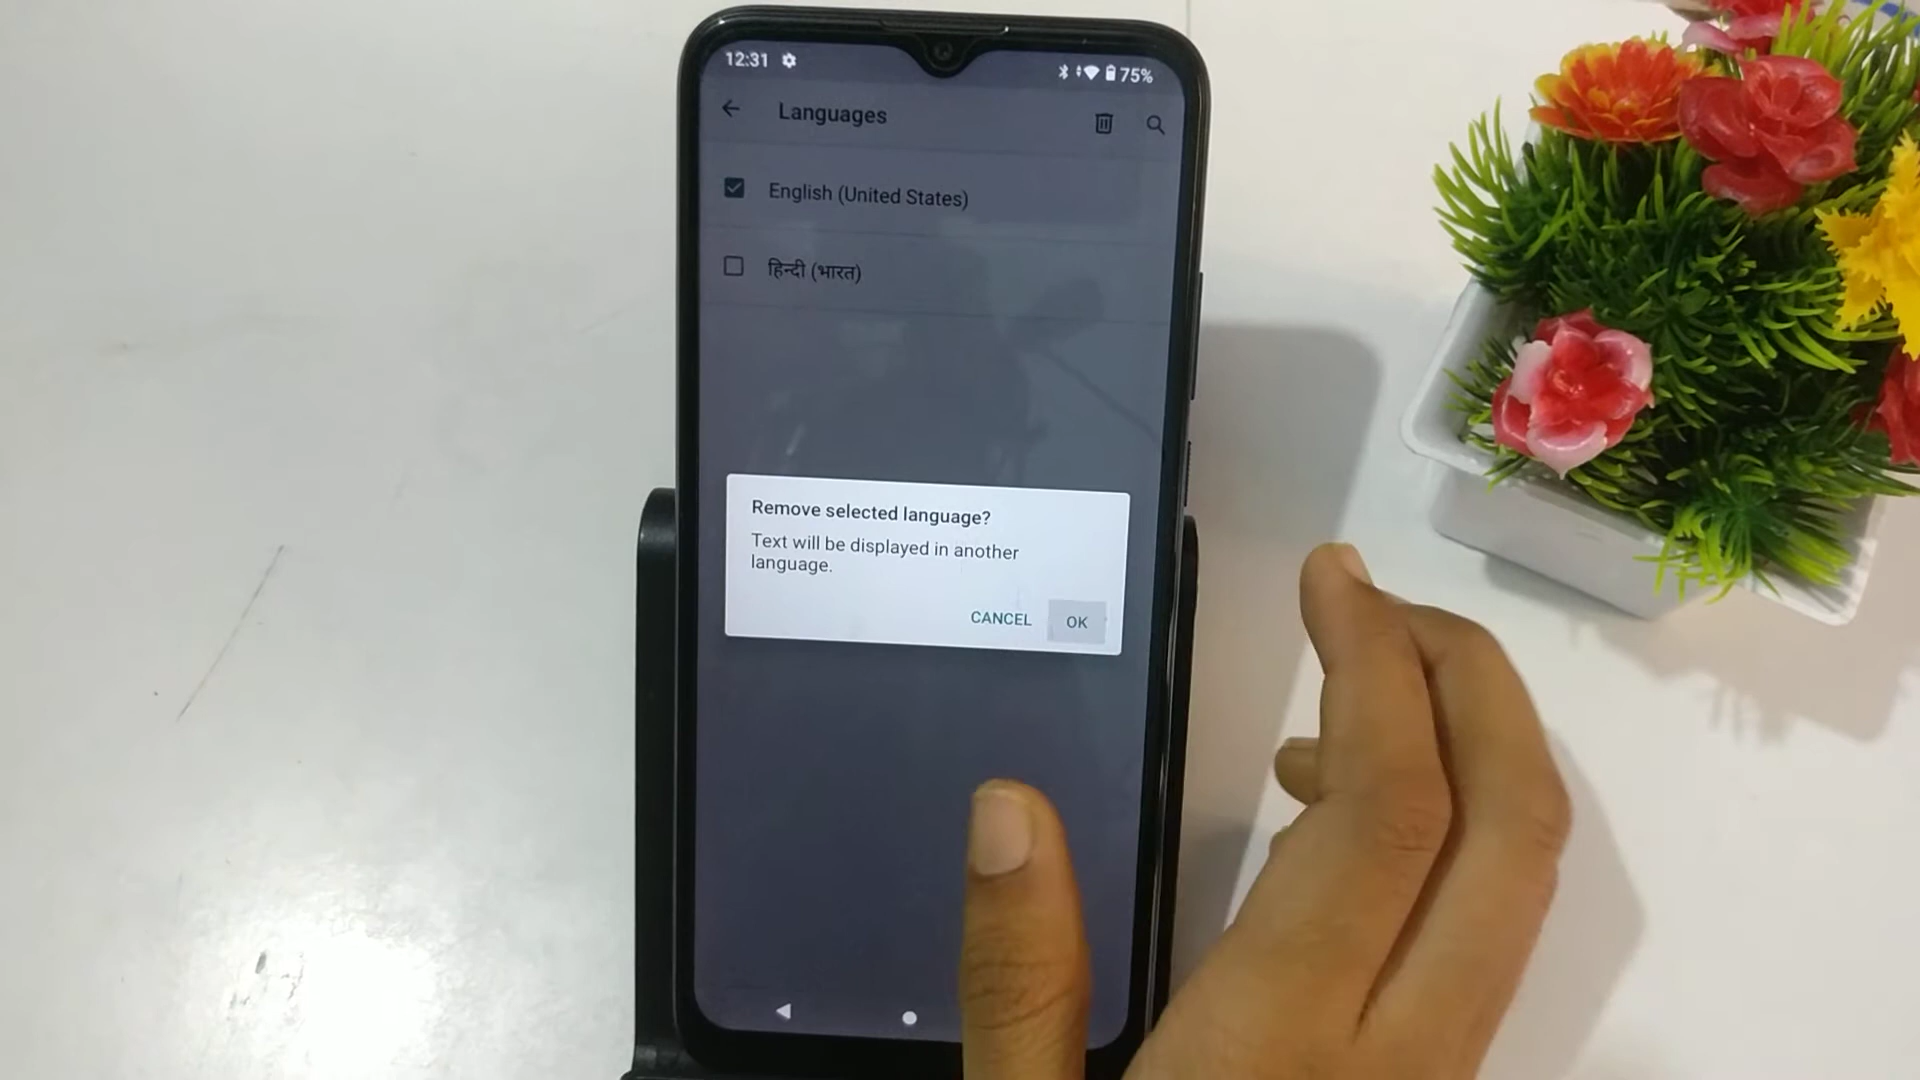 12:31
75%
Languages
English (United States)
हिन्दी (भारत)
Remove selected language?
Text will be displayed in another
language.
CANCEL OK